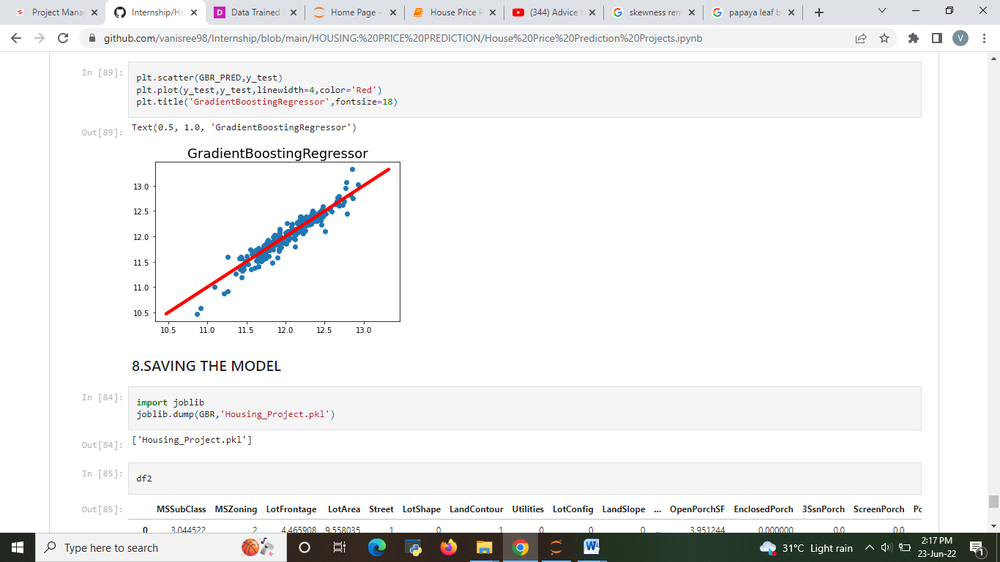 Project Mana
Internship/Ho
Data Trained
Home Page -
House Price P
(344) Advice t
skewness rem
papaya leaf b
github.com/vanisree98/Internship/blob/main/HOUSING:%20PRICE%20PREDICTION/House%20Price%20Prediction%20Projects.ipynb
V
In [89]:
plt.scatter(GBR_PRED,y_test)
plt.plot(y_test,y_test,linewidth=4,color='Red')
plt.title('GradientBoostingRegressor',fontsize=18)
Out[89]:
Text(0.5, 1.0, 'GradientBoostingRegressor')
GradientBoostingRegressor
13.0
12.5
12.0
11.5
11.0
10.5
10.5 11.0 11.5 12.0 12.5 13.0
8.SAVING THE MODEL
In [84]:
import joblib
joblib.dump(GBR,'Housing_Project.pkl')
Out[84]:
['Housing_Project.pkl']
In [85]:
df2
Out[85]:
MSSubClass MSZoning LotFrontage LotArea Street LotShape LandContour Utilities LotConfig LandSlope ... OpenPorchSF EnclosedPorch 3SsnPorch ScreenPorch Po
0 3.044522 2 4.465908 9.558035 1 0 1 0 0 0 ... 3.951244 0.000000 0.0 0.0
Type here to search
31°C Light rain
2:17 PM
23-Jun-22
1